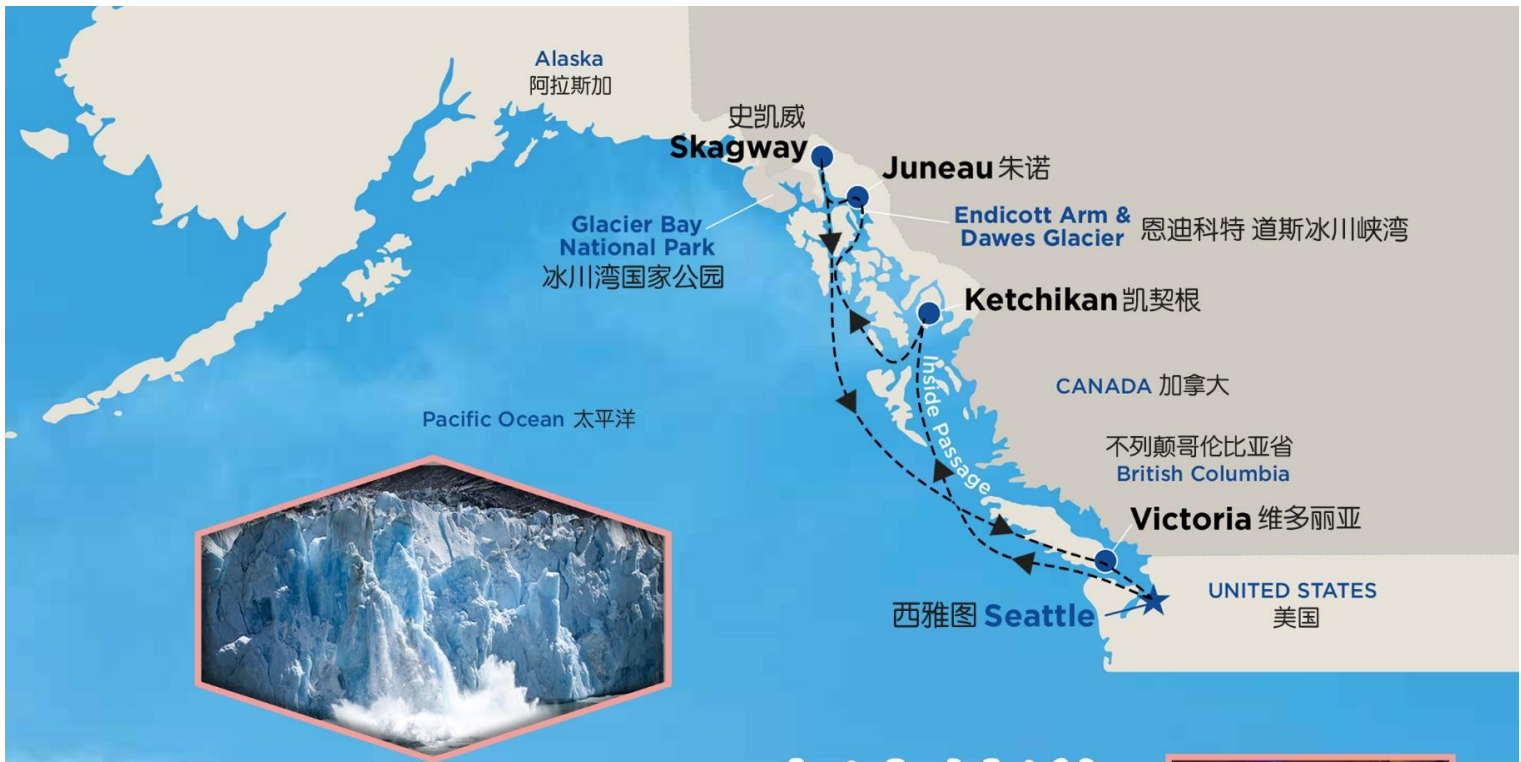 Alaska
阿拉斯加
史凯威
Skagway
Juneau 朱诺
Endicott Arm &
Dawes Glacier 恩迪科特 道斯冰川峡湾
Glacier Bay
National Park
冰川湾国家公园
Ketchikan 凯契根
Inside Passage
CANADA 加拿大
Pacific Ocean 太平洋
不列颠哥伦比亚省
British Columbia
Victoria 维多丽亚
UNITED STATES
美国
西雅图 Seattle